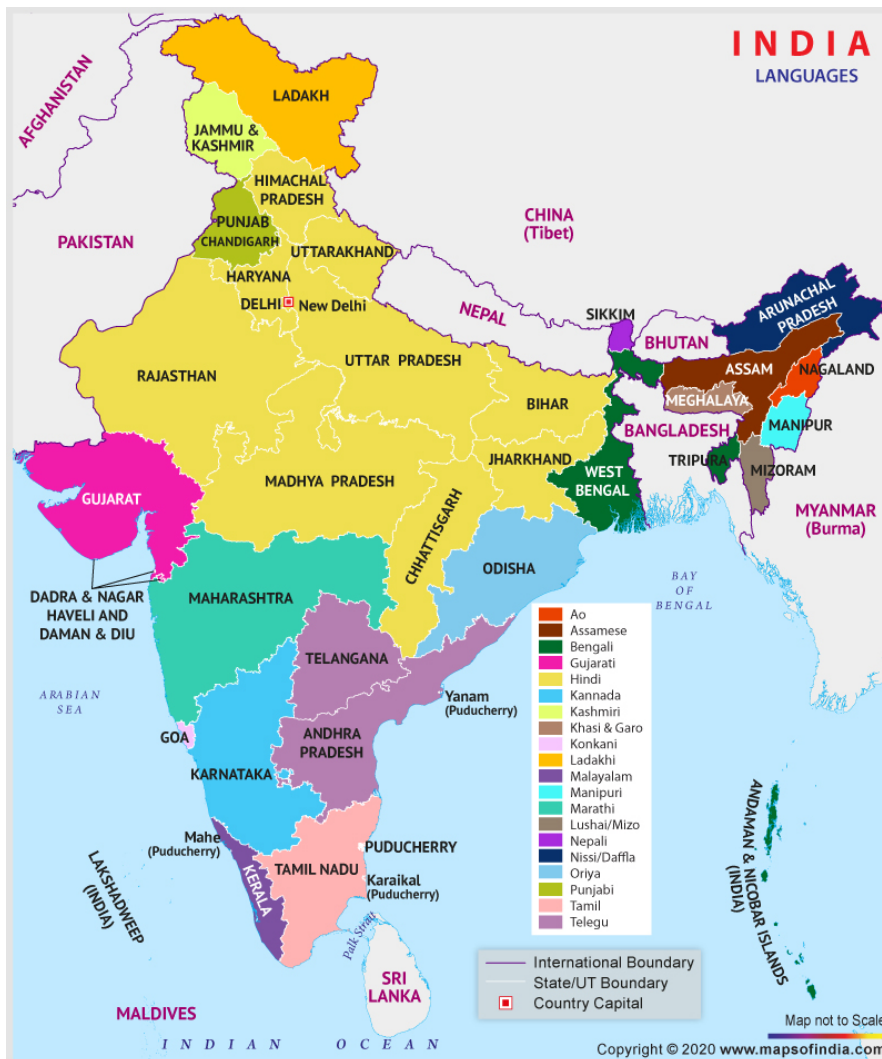 INDIA
LANGUAGES
AFGHANISTAN
LADAKH
JAMMU &
KASHMIR
HIMACHAL
PRADESH
CHINA
(Tibet)
PUNJAB
CHANDIGARH
PAKISTAN
UTTARAKHAND
HARYANA
DELHI
New Delhi
NEPAL
SIKKIM
BHUTAN
ARUNACHAL
PRADESH
RAJASTHAN
UTTAR PRADESH
ASSAM
NAGALAND
BIHAR
MEGHALAYA
BANGLADESH
MANIPUR
JHARKHAND
TRIPURA
MIZORAM
GUJARAT
MADHYA PRADESH
WEST
BENGAL
MYANMAR
(Burma)
CHHATTISGARH
ODISHA
DADRA & NAGAR
HAVELI AND
DAMAN & DIU
MAHARASHTRA
BAY
OF
BENGAL
TELANGANA
ARABIAN
SEA
Yanam
(Puducherry)
GOA
ANDHRA
PRADESH
KARNATAKA
Mahe
(Puducherry)
PUDUCHERRY
TAMIL NADU
Karaikal
(Puducherry)
KERALA
LAKSHADWEEP
(INDIA)
Palk Strait
SRI
LANKA
MALDIVES
INDIAN OCEAN
ANDAMAN & NICOBAR ISLANDS
(INDIA)
Ao
Assamese
Bengali
Gujarati
Hindi
Kannada
Kashmiri
Khasi & Garo
Konkani
Ladakhi
Malayalam
Manipuri
Marathi
Lushai/Mizo
Nepali
Nissi/Daffla
Oriya
Punjabi
Tamil
Telegu
International Boundary
State/UT Boundary
Country Capital
Map not to Scale
Copyright © 2020 www.mapsofindia.com